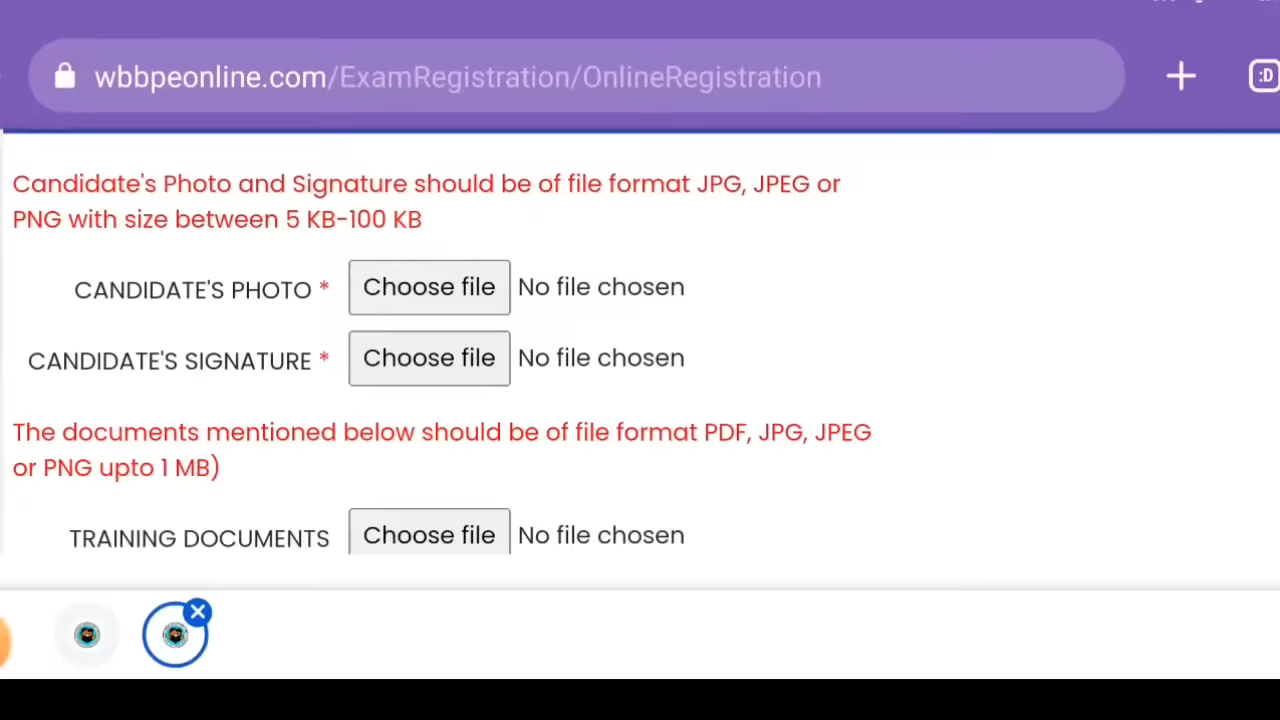 wbbpeonline.com/ExamRegistration/OnlineRegistration
:D
Candidate's Photo and Signature should be of file format JPG, JPEG or
PNG with size between 5 KB-100 KB
CANDIDATE'S PHOTO * Choose file No file chosen
CANDIDATE'S SIGNATURE * Choose file No file chosen
The documents mentioned below should be of file format PDF, JPG, JPEG
or PNG upto 1 MB)
TRAINING DOCUMENTS Choose file No file chosen